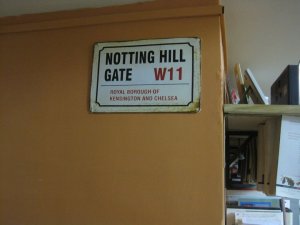 NOTTING HILL
GATE W11
ROYAL BOROUGH OF
KENSINGTON AND CHELSEA